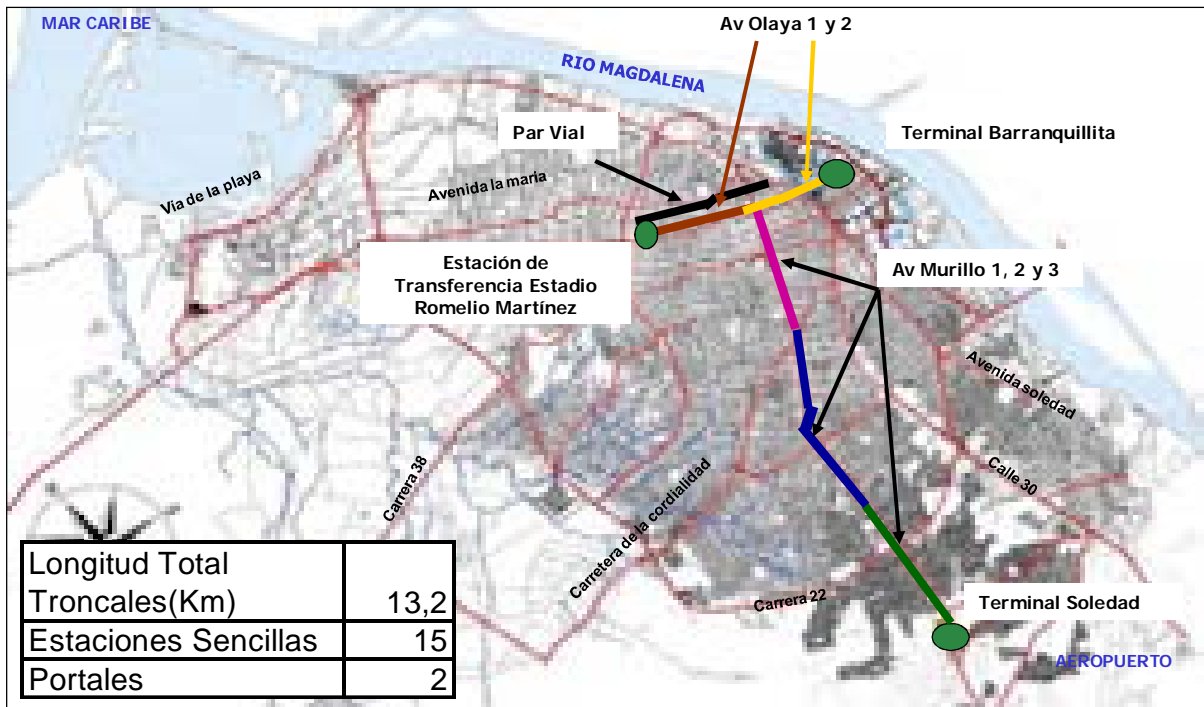 MAR CARIBE
Av Olaya 1 y 2
RIO MAGDALENA
Par Vial
Terminal Barranquillita
Via de la playa
Avenida la maria
Estación de
Transferencia Estadio
Romelio Martínez
Av Murillo 1, 2 y 3
Avenida soledad
Calle 30
Carrera 38
Carretera de la cordialidad
Carrera 22
Terminal Soledad
AEROPUERTO
Longitud Total
Troncales(Km) 13,2
Estaciones Sencillas 15
Portales 2